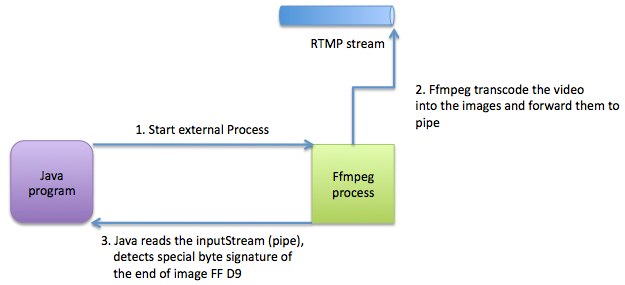 RTMP stream
2. Ffmpeg transcode the video
into the images and forward them to
pipe
1. Start external Process
Java
program
Ffmpeg
process
3. Java reads the inputStream (pipe),
detects special byte signature of
the end of image FF D9